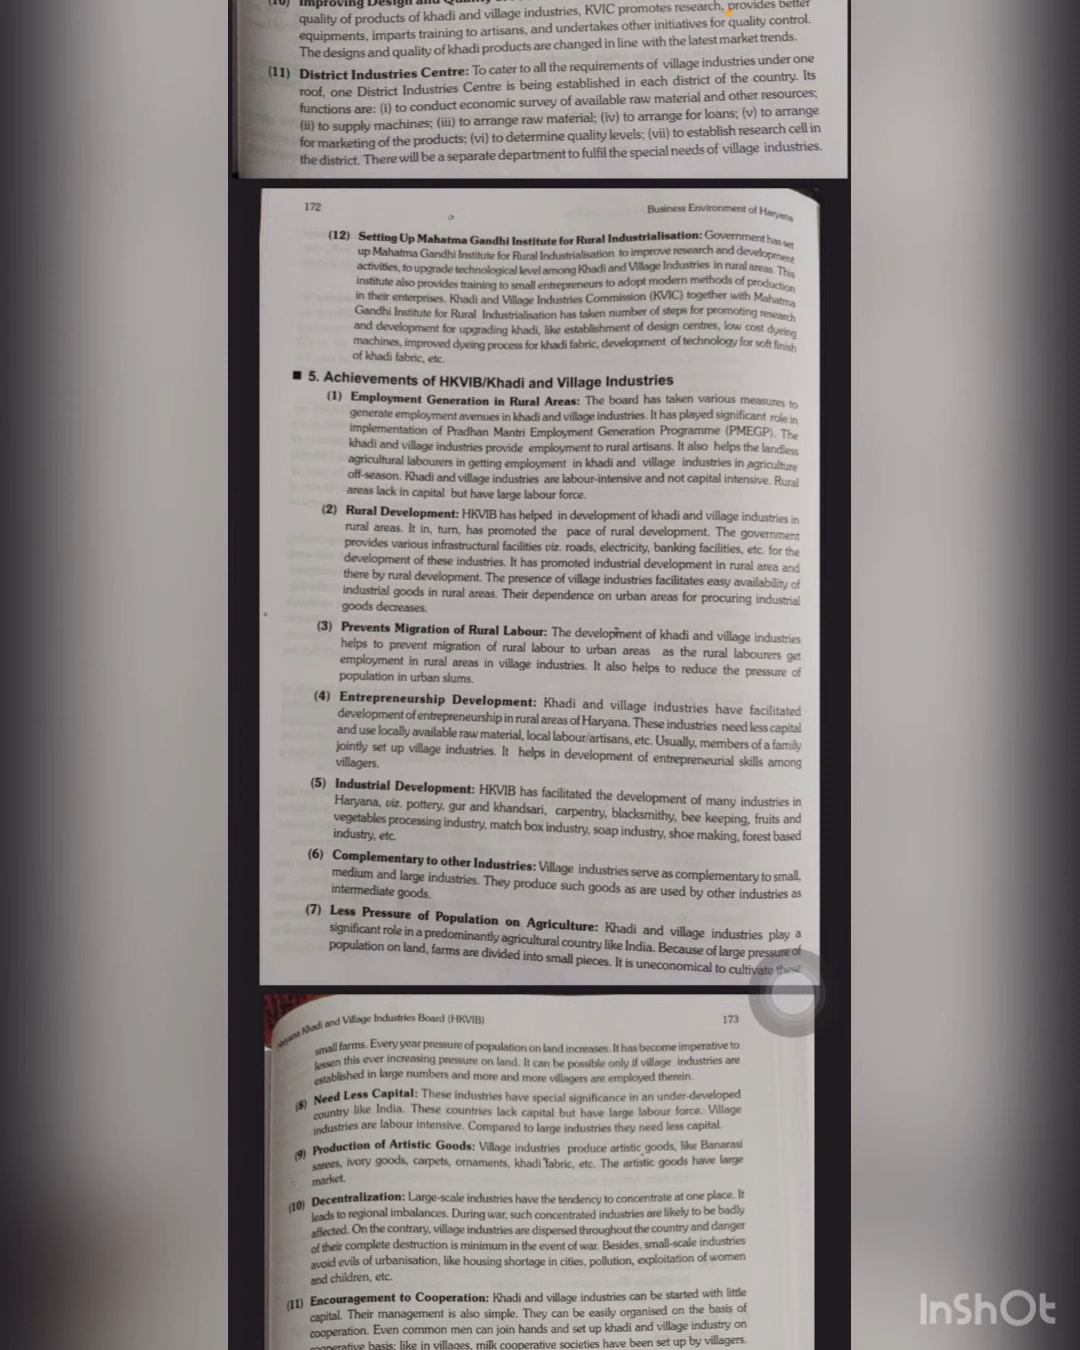 (10) Improving Design and
quality of products of khadi and village industries, KVIC promotes research, provides better
equipments, imparts training to artisans, and undertakes other initiatives for quality control.
The designs and quality of khadi products are changed in line with the latest market trends.
(11) District Industries Centre: To cater to all the requirements of village industries under one
roof, one District Industries Centre is being established in each district of the country. Its
functions are: (i) to conduct economic survey of available raw material and other resources;
(ii) to supply machines; (iii) to arrange raw material; (iv) to arrange for loans; (v) to arrange
for marketing of the products; (vi) to determine quality levels; (vii) to establish research cell in
the district. There will be a separate department to fulfil the special needs of village industries.
172 Business Environment of Haryana
(12) Setting Up Mahatma Gandhi Institute for Rural Industrialisation: Government has set
up Mahatma Gandhi Institute for Rural Industrialisation to improve research and development
activities, to upgrade technological level among Khadi and Village Industries in rural areas. This
institute also provides training to small entrepreneurs to adopt modern methods of production
in their enterprises. Khadi and Village Industries Commission (KVIC) together with Mahatma
Gandhi Institute for Rural Industrialisation has taken number of steps for promoting research
and development for upgrading khadi, like establishment of design centres, low cost dyeing
machines, improved dyeing process for khadi fabric, development of technology for soft finish
of khadi fabric, etc.
■ 5. Achievements of HKVIB/Khadi and Village Industries
(1) Employment Generation in Rural Areas: The board has taken various measures to
generate employment avenues in khadi and village industries. It has played significant role in
implementation of Pradhan Mantri Employment Generation Programme (PMEGP). The
khadi and village industries provide employment to rural artisans. It also helps the landless
agricultural labourers in getting employment in khadi and village industries in agriculture
off-season. Khadi and village industries are labour-intensive and not capital intensive. Rural
areas lack in capital but have large labour force.
(2) Rural Development: HKVIB has helped in development of khadi and village industries in
rural areas. It in, turn, has promoted the pace of rural development. The government
provides various infrastructural facilities viz. roads, electricity, banking facilities, etc. for the
development of these industries. It has promoted industrial development in rural area and
there by rural development. The presence of village industries facilitates easy availability of
industrial goods in rural areas. Their dependence on urban areas for procuring industrial
goods decreases.
(3) Prevents Migration of Rural Labour: The development of khadi and village industries
helps to prevent migration of rural labour to urban areas as the rural labourers get
employment in rural areas in village industries. It also helps to reduce the pressure of
population in urban slums.
(4) Entrepreneurship Development: Khadi and village industries have facilitated
development of entrepreneurship in rural areas of Haryana. These industries need less capital
and use locally available raw material, local labour/artisans, etc. Usually, members of a family
jointly set up village industries. It helps in development of entrepreneurial skills among
villagers.
(5) Industrial Development: HKVIB has facilitated the development of many industries in
Haryana, viz. pottery, gur and khandsari, carpentry, blacksmithy, bee keeping, fruits and
vegetables processing industry, match box industry, soap industry, shoe making, forest based
industry, etc.
(6) Complementary to other Industries: Village industries serve as complementary to small,
medium and large industries. They produce such goods as are used by other industries as
intermediate goods.
(7) Less Pressure of Population on Agriculture: Khadi and village industries play a
significant role in a predominantly agricultural country like India. Because of large pressure of
population on land, farms are divided into small pieces. It is uneconomical to cultivate these
Haryana Khadi and Village Industries Board (HKVIB) 173
small farms. Every year pressure of population on land increases. It has become imperative to
lessen this ever increasing pressure on land. It can be possible only if village industries are
established in large numbers and more and more villagers are employed therein.
(8) Need Less Capital: These industries have special significance in an under-developed
country like India. These countries lack capital but have large labour force. Village
industries are labour intensive. Compared to large industries they need less capital.
(9) Production of Artistic Goods: Village industries produce artistic goods, like Banarasi
sarees, ivory goods, carpets, ornaments, khadi fabric, etc. The artistic goods have large
market.
(10) Decentralization: Large-scale industries have the tendency to concentrate at one place. It
leads to regional imbalances. During war, such concentrated industries are likely to be badly
affected. On the contrary, village industries are dispersed throughout the country and danger
of their complete destruction is minimum in the event of war. Besides, small-scale industries
avoid evils of urbanisation, like housing shortage in cities, pollution, exploitation of women
and children, etc.
(11) Encouragement to Cooperation: Khadi and village industries can be started with little
capital. Their management is also simple. They can be easily organised on the basis of
cooperation. Even common men can join hands and set up khadi and village industry on
cooperative basis; like in villages, milk cooperative societies have been set up by villagers.
InShOt